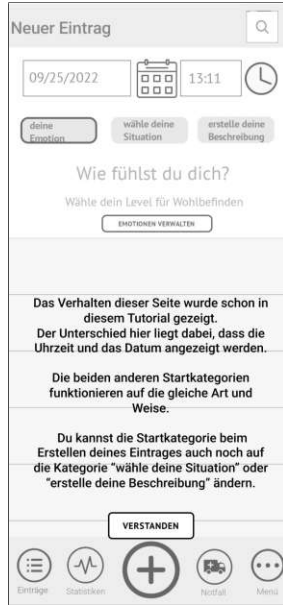 Neuer Eintrag
09/25/2022
13:11
deine
Emotion
wähle deine
Situation
erstelle deine
Beschreibung
Wie fühlst du dich?
Wähle dein Level für Wohlbefinden
EMOTIONEN VERWALTEN
Das Verhalten dieser Seite wurde schon in
diesem Tutorial gezeigt.
Der Unterschied hier liegt dabei, dass die
Uhrzeit und das Datum angezeigt werden.
Die beiden anderen Startkategorien
funktionieren auf die gleiche Art und
Weise.
Du kannst die Startkategorie beim
Erstellen deines Eintrages auch noch auf
die Kategorie "wähle deine Situation" oder
"erstelle deine Beschreibung" ändern.
VERSTANDEN
Einträge
Statistiken
Notfall
Menü